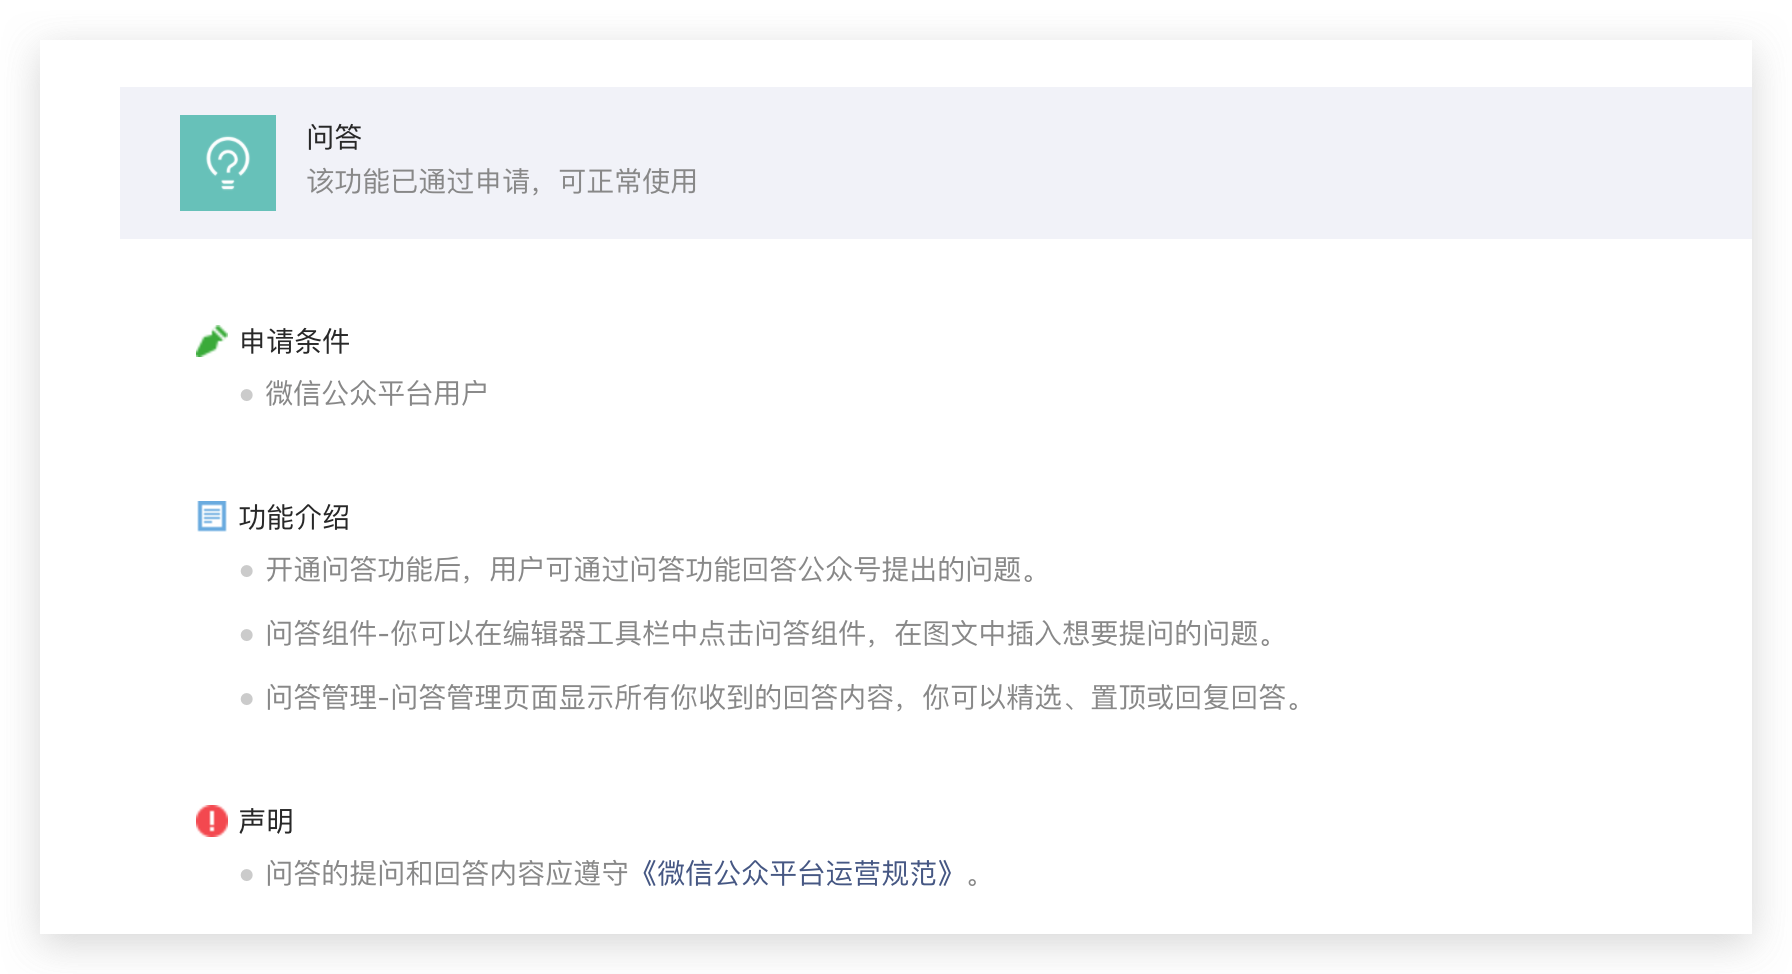 问答
该功能已通过申请，可正常使用
申请条件
微信公众平台用户
功能介绍
开通问答功能后，用户可通过问答功能回答公众号提出的问题。
问答组件-你可以在编辑器工具栏中点击问答组件，在图文中插入想要提问的问题。
问答管理-问答管理页面显示所有你收到的回答内容，你可以精选、置顶或回复回答。
声明
问答的提问和回答内容应遵守《微信公众平台运营规范》。